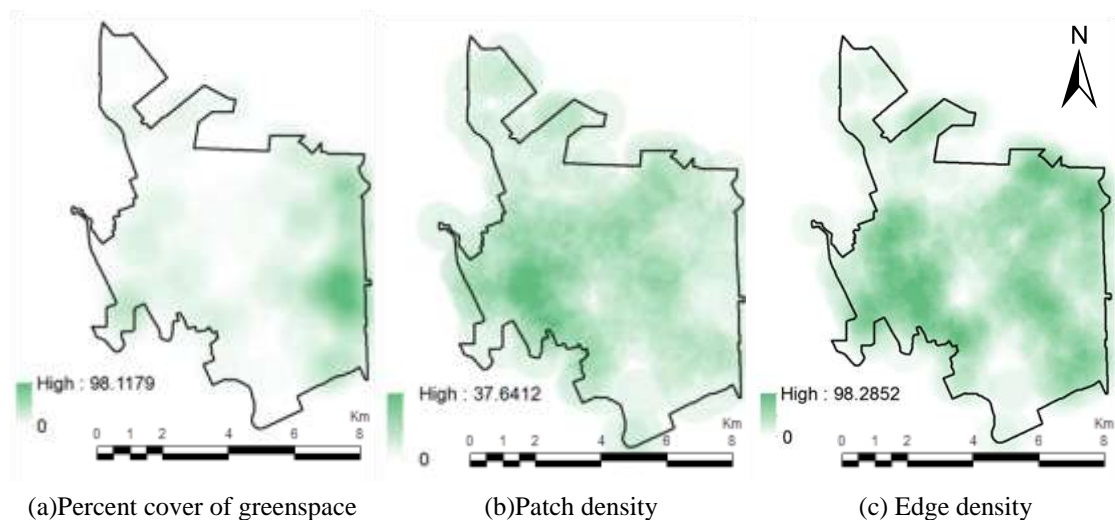 N
High : 98.1179
0
Km
0 1 2 4 6 8
(a)Percent cover of greenspace
High : 37.6412
0
Km
0 1 2 4 6 8
(b)Patch density
High : 98.2852
0
Km
0 1 2 4 6 8
(c) Edge density